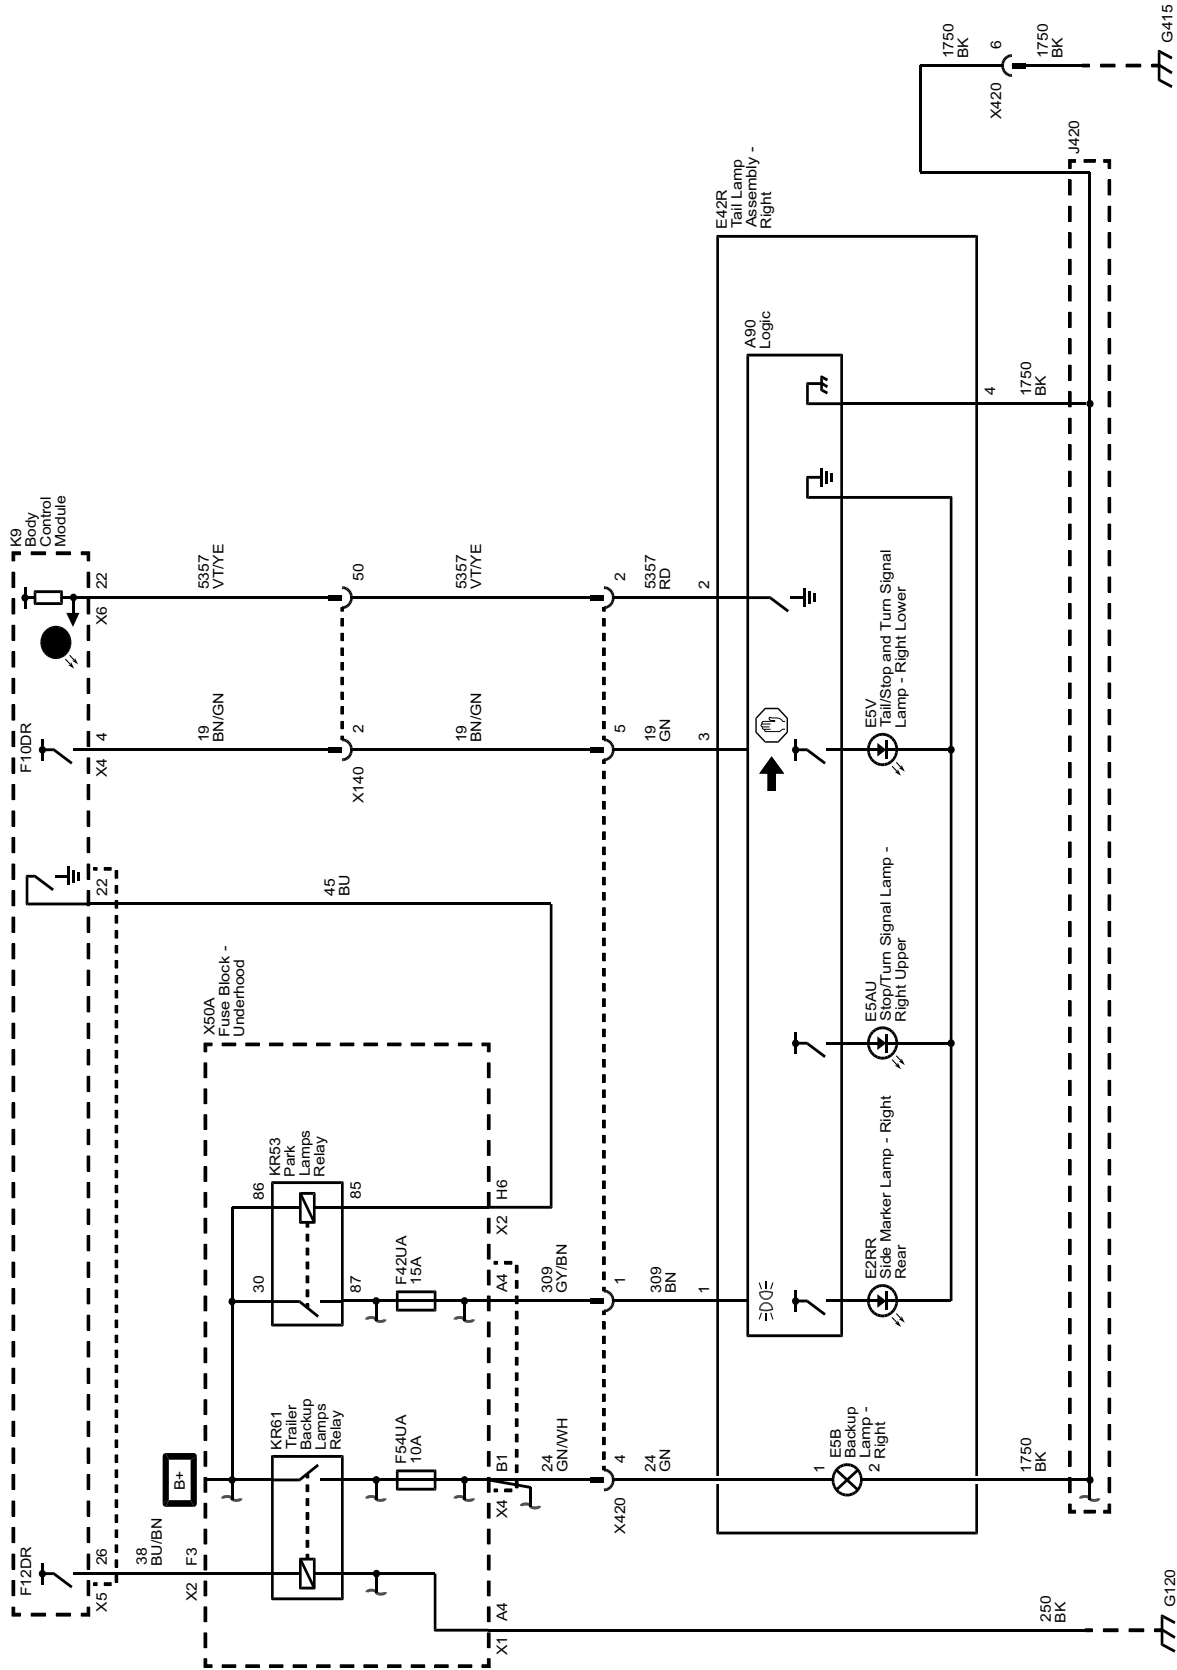 K9
Body
Control
Module
F12DR
F10DR
X5
26
22
X4
4
X6
22
38
BU/BN
45
BU
19
BN/GN
5357
VT/YE
B+
X2
F3
X50A
Fuse Block -
Underhood
KR61
Trailer
Backup
Lamps
Relay
30
86
KR53
Park
Lamps
Relay
87
85
F54UA
10A
F42UA
15A
X1
A4
X4
B1
A4
X2
H6
X140
2
50
24
GN/WH
309
GY/BN
19
BN/GN
5357
VT/YE
X420
4
1
5
2
24
GN
309
BN
19
GN
5357
RD
1
3
2
E42R
Tail Lamp
Assembly -
Right
A90
Logic
1
E5B
Backup
Lamp -
Right
2
E2RR
Side Marker Lamp - Right
Rear
E5AU
Stop/Turn Signal Lamp -
Right Upper
E5V
Tail/Stop and Turn Signal
Lamp - Right Lower
4
250
BK
1750
BK
1750
BK
J420
1750
BK
X420
6
1750
BK
G120
G415